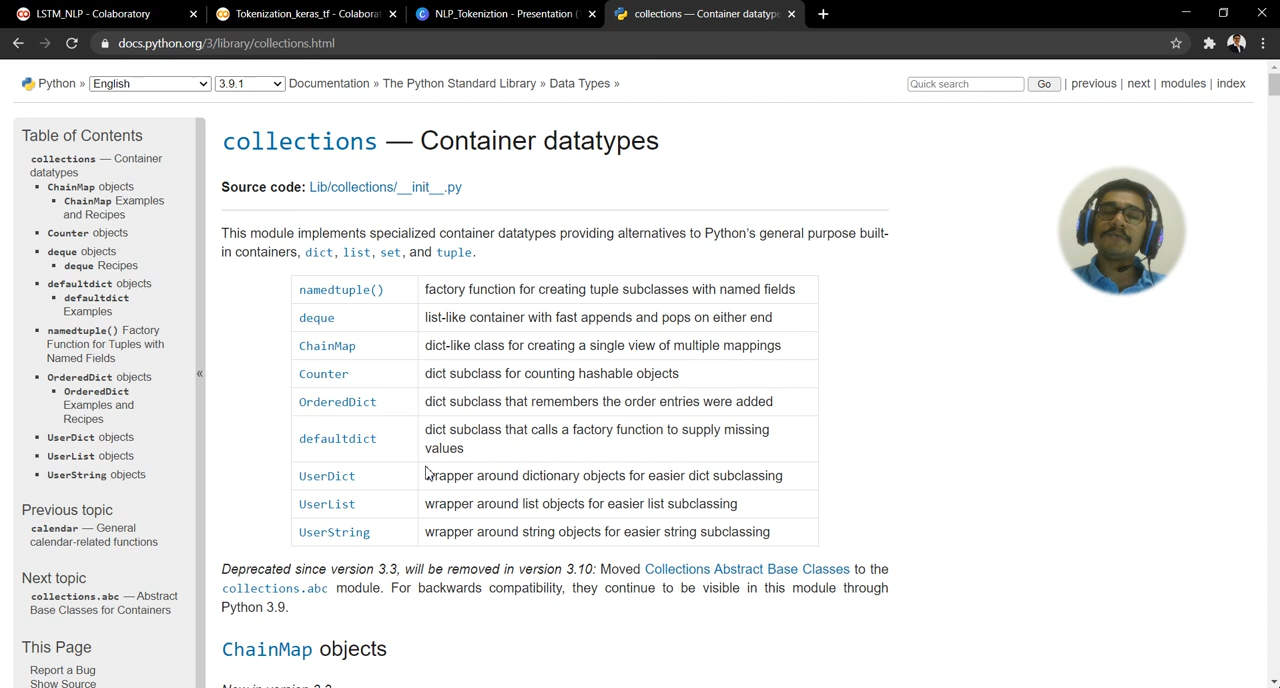 LSTM_NLP - Colaboratory
Tokenization_keras_tf - Colaborat
NLP_Tokeniztion - Presentation (
collections — Container datatype
docs.python.org/3/library/collections.html
Python » English 3.9.1 Documentation » The Python Standard Library » Data Types »
Quick search Go | previous | next | modules | index
Table of Contents
collections — Container
datatypes
ChainMap objects
ChainMap Examples
and Recipes
Counter objects
deque objects
deque Recipes
defaultdict objects
defaultdict
Examples
namedtuple() Factory
Function for Tuples with
Named Fields
OrderedDict objects
OrderedDict
Examples and
Recipes
UserDict objects
UserList objects
UserString objects
Previous topic
calendar — General
calendar-related functions
Next topic
collections.abc — Abstract
Base Classes for Containers
This Page
Report a Bug
Show Source
«
collections — Container datatypes
Source code: Lib/collections/__init__.py
This module implements specialized container datatypes providing alternatives to Python's general purpose built-
in containers, dict, list, set, and tuple.
namedtuple() factory function for creating tuple subclasses with named fields
deque list-like container with fast appends and pops on either end
ChainMap dict-like class for creating a single view of multiple mappings
Counter dict subclass for counting hashable objects
OrderedDict dict subclass that remembers the order entries were added
defaultdict dict subclass that calls a factory function to supply missing
values
UserDict wrapper around dictionary objects for easier dict subclassing
UserList wrapper around list objects for easier list subclassing
UserString wrapper around string objects for easier string subclassing
Deprecated since version 3.3, will be removed in version 3.10: Moved Collections Abstract Base Classes to the
collections.abc module. For backwards compatibility, they continue to be visible in this module through
Python 3.9.
ChainMap objects